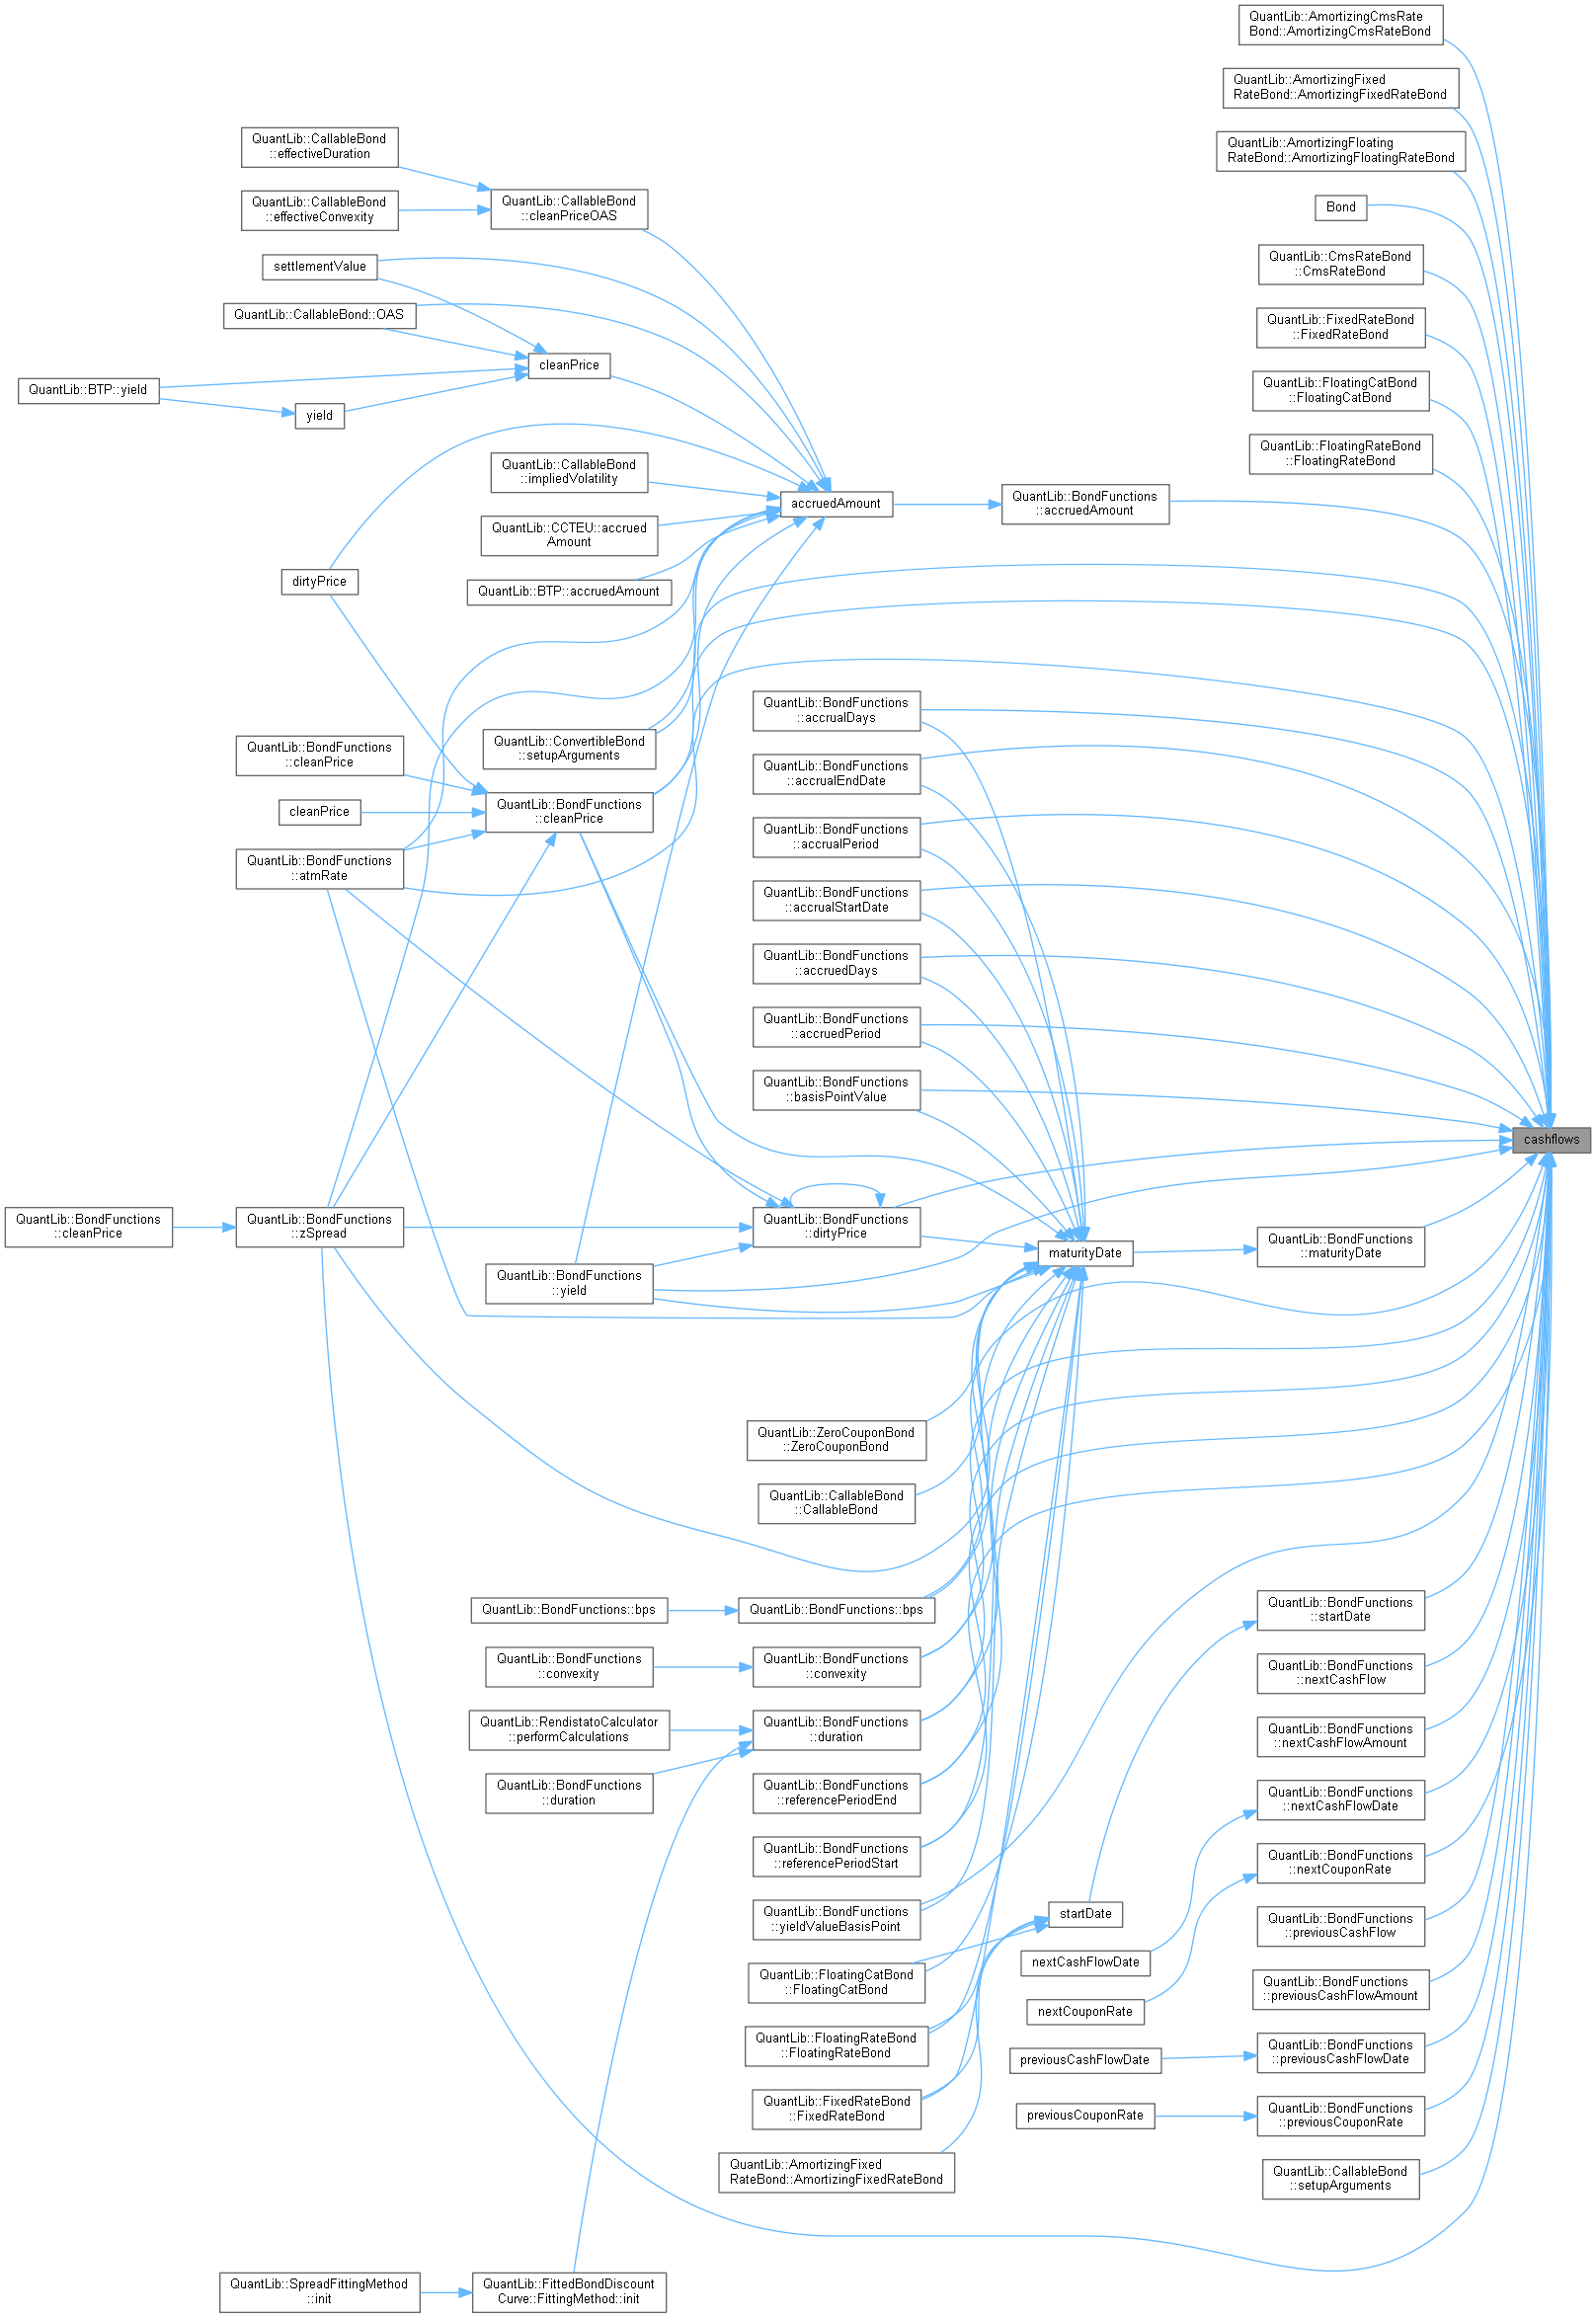 QuantLib::AmortizingCmsRate
Bond::AmortizingCmsRateBond
QuantLib::AmortizingFixed
RateBond::AmortizingFixedRateBond
QuantLib::AmortizingFloating
RateBond::AmortizingFloatingRateBond
Bond
QuantLib::CmsRateBond
::CmsRateBond
QuantLib::FixedRateBond
::FixedRateBond
QuantLib::FloatingCatBond
::FloatingCatBond
QuantLib::FloatingRateBond
::FloatingRateBond
QuantLib::CallableBond
::effectiveDuration
QuantLib::CallableBond
::effectiveConvexity
QuantLib::CallableBond
::cleanPriceOAS
settlementValue
QuantLib::CallableBond::OAS
cleanPrice
QuantLib::BTP::yield
yield
QuantLib::CallableBond
::impliedVolatility
accruedAmount
QuantLib::BondFunctions
::accruedAmount
QuantLib::CCTEU::accrued
Amount
dirtyPrice
QuantLib::BTP::accruedAmount
QuantLib::BondFunctions
::accrualDays
QuantLib::ConvertibleBond
::setupArguments
QuantLib::BondFunctions
::cleanPrice
QuantLib::BondFunctions
::accrualEndDate
cleanPrice
QuantLib::BondFunctions
::cleanPrice
QuantLib::BondFunctions
::accrualPeriod
QuantLib::BondFunctions
::atmRate
QuantLib::BondFunctions
::accrualStartDate
QuantLib::BondFunctions
::accruedDays
QuantLib::BondFunctions
::accruedPeriod
QuantLib::BondFunctions
::basisPointValue
cashflows
QuantLib::BondFunctions
::cleanPrice
QuantLib::BondFunctions
::zSpread
QuantLib::BondFunctions
::dirtyPrice
maturityDate
QuantLib::BondFunctions
::maturityDate
QuantLib::BondFunctions
::yield
QuantLib::ZeroCouponBond
::ZeroCouponBond
QuantLib::CallableBond
::CallableBond
QuantLib::BondFunctions::bps
QuantLib::BondFunctions::bps
QuantLib::BondFunctions
::startDate
QuantLib::BondFunctions
::convexity
QuantLib::BondFunctions
::convexity
QuantLib::BondFunctions
::nextCashFlow
QuantLib::RendistatoCalculator
::performCalculations
QuantLib::BondFunctions
::duration
QuantLib::BondFunctions
::nextCashFlowAmount
QuantLib::BondFunctions
::duration
QuantLib::BondFunctions
::referencePeriodEnd
QuantLib::BondFunctions
::nextCashFlowDate
QuantLib::BondFunctions
::referencePeriodStart
QuantLib::BondFunctions
::nextCouponRate
QuantLib::BondFunctions
::yieldValueBasisPoint
startDate
QuantLib::BondFunctions
::previousCashFlow
QuantLib::FloatingCatBond
::FloatingCatBond
nextCashFlowDate
QuantLib::BondFunctions
::previousCashFlowAmount
nextCouponRate
QuantLib::FloatingRateBond
::FloatingRateBond
previousCashFlowDate
QuantLib::BondFunctions
::previousCashFlowDate
QuantLib::FixedRateBond
::FixedRateBond
previousCouponRate
QuantLib::BondFunctions
::previousCouponRate
QuantLib::AmortizingFixed
RateBond::AmortizingFixedRateBond
QuantLib::CallableBond
::setupArguments
QuantLib::SpreadFittingMethod
::init
QuantLib::FittedBondDiscount
Curve::FittingMethod::init